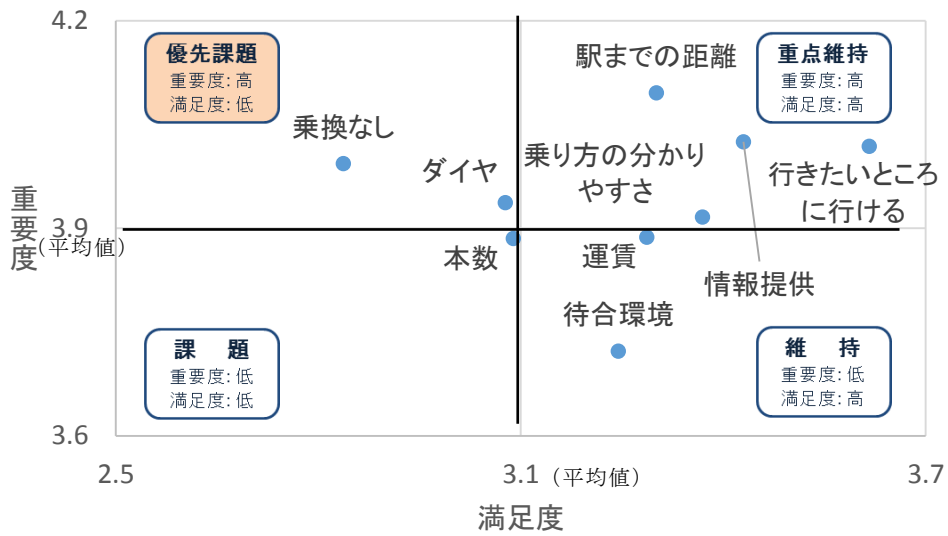 4.2
優先課題
重要度: 高
満足度: 低
重点維持
重要度: 高
満足度: 高
駅までの距離
乗換なし
ダイヤ
乗り方の分かり
やすさ
行きたいところ
に行ける
重要度
3.9
(平均値)
本数
運賃
情報提供
待合環境
課 題
重要度: 低
満足度: 低
維 持
重要度: 低
満足度: 高
3.6
2.5
3.1
(平均値)
3.7
満足度